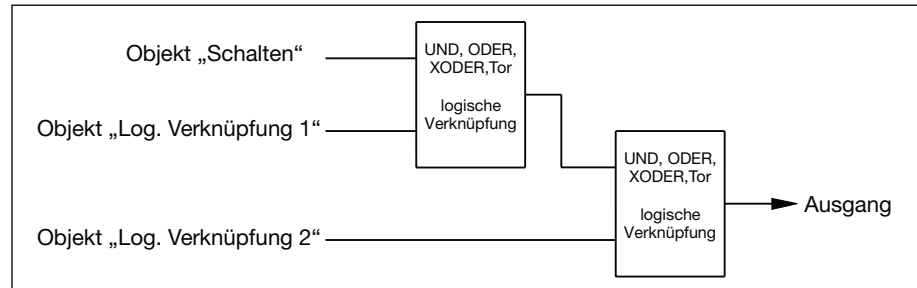 Objekt „Schalten“
UND, ODER,
XODER,Tor
logische
Verknüpfung
Objekt „Log. Verknüpfung 1“
UND, ODER,
XODER,Tor
logische
Verknüpfung
Ausgang
Objekt „Log. Verknüpfung 2“